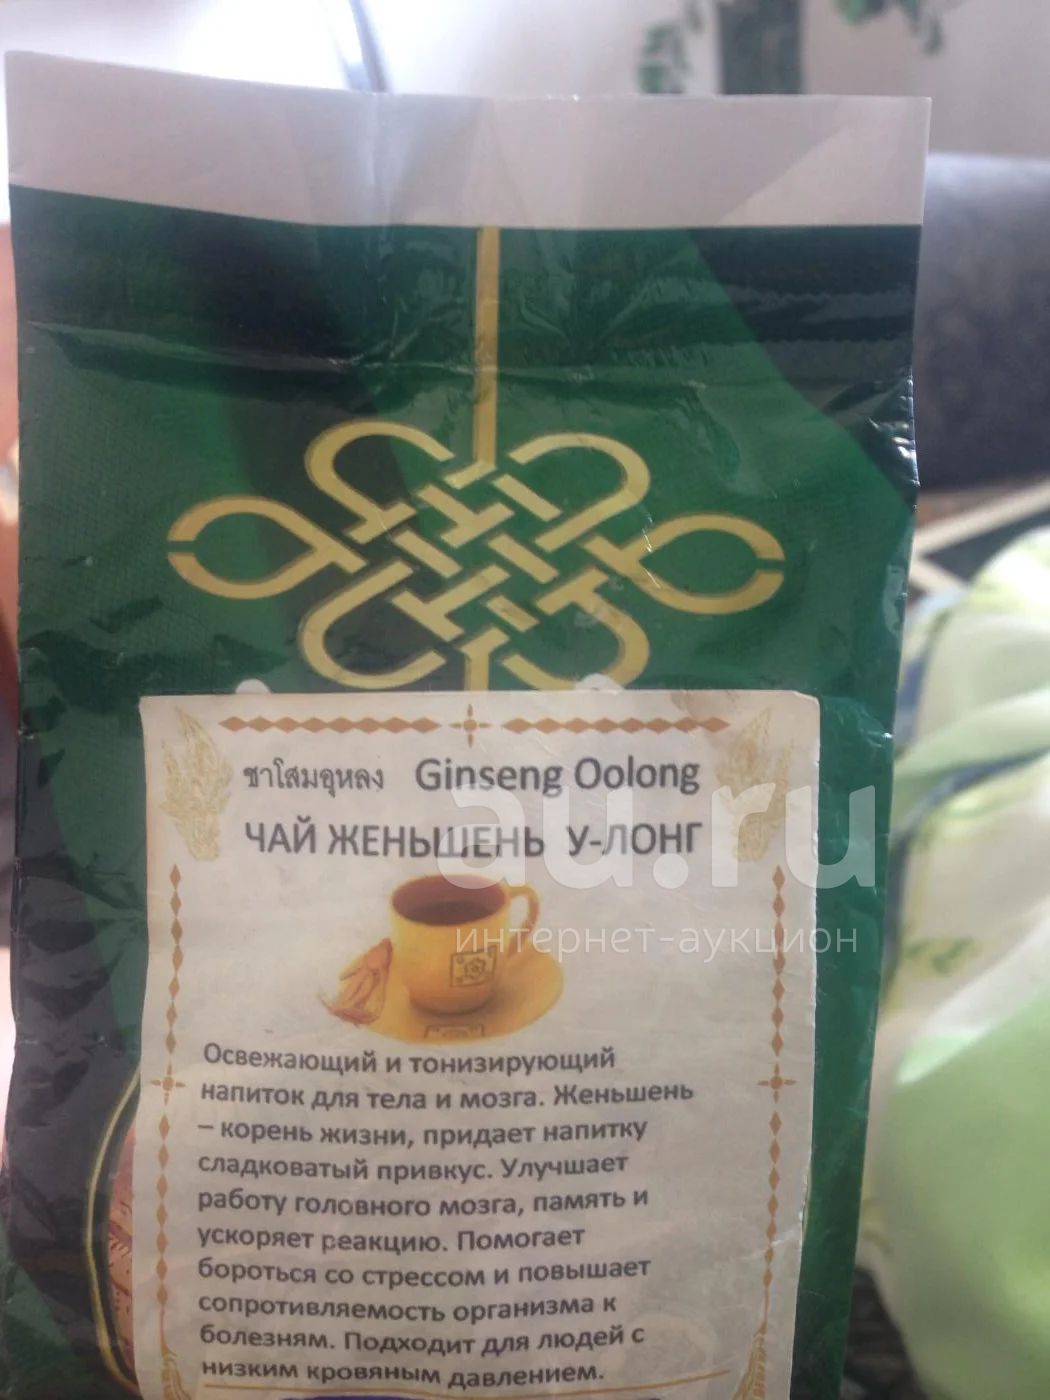 ชาโสมอุหลง Ginseng Oolong
ЧАЙ ЖЕНЬШЕНЬ У-ЛОНГ
au.ru
интернет-аукцион
Освежающий и тонизирующий
напиток для тела и мозга. Женьшень
– корень жизни, придает напитку
сладковатый привкус. Улучшает
работу головного мозга, память и
ускоряет реакцию. Помогает
бороться со стрессом и повышает
сопротивляемость организма к
болезням. Подходит для людей с
низким кровяным давлением.